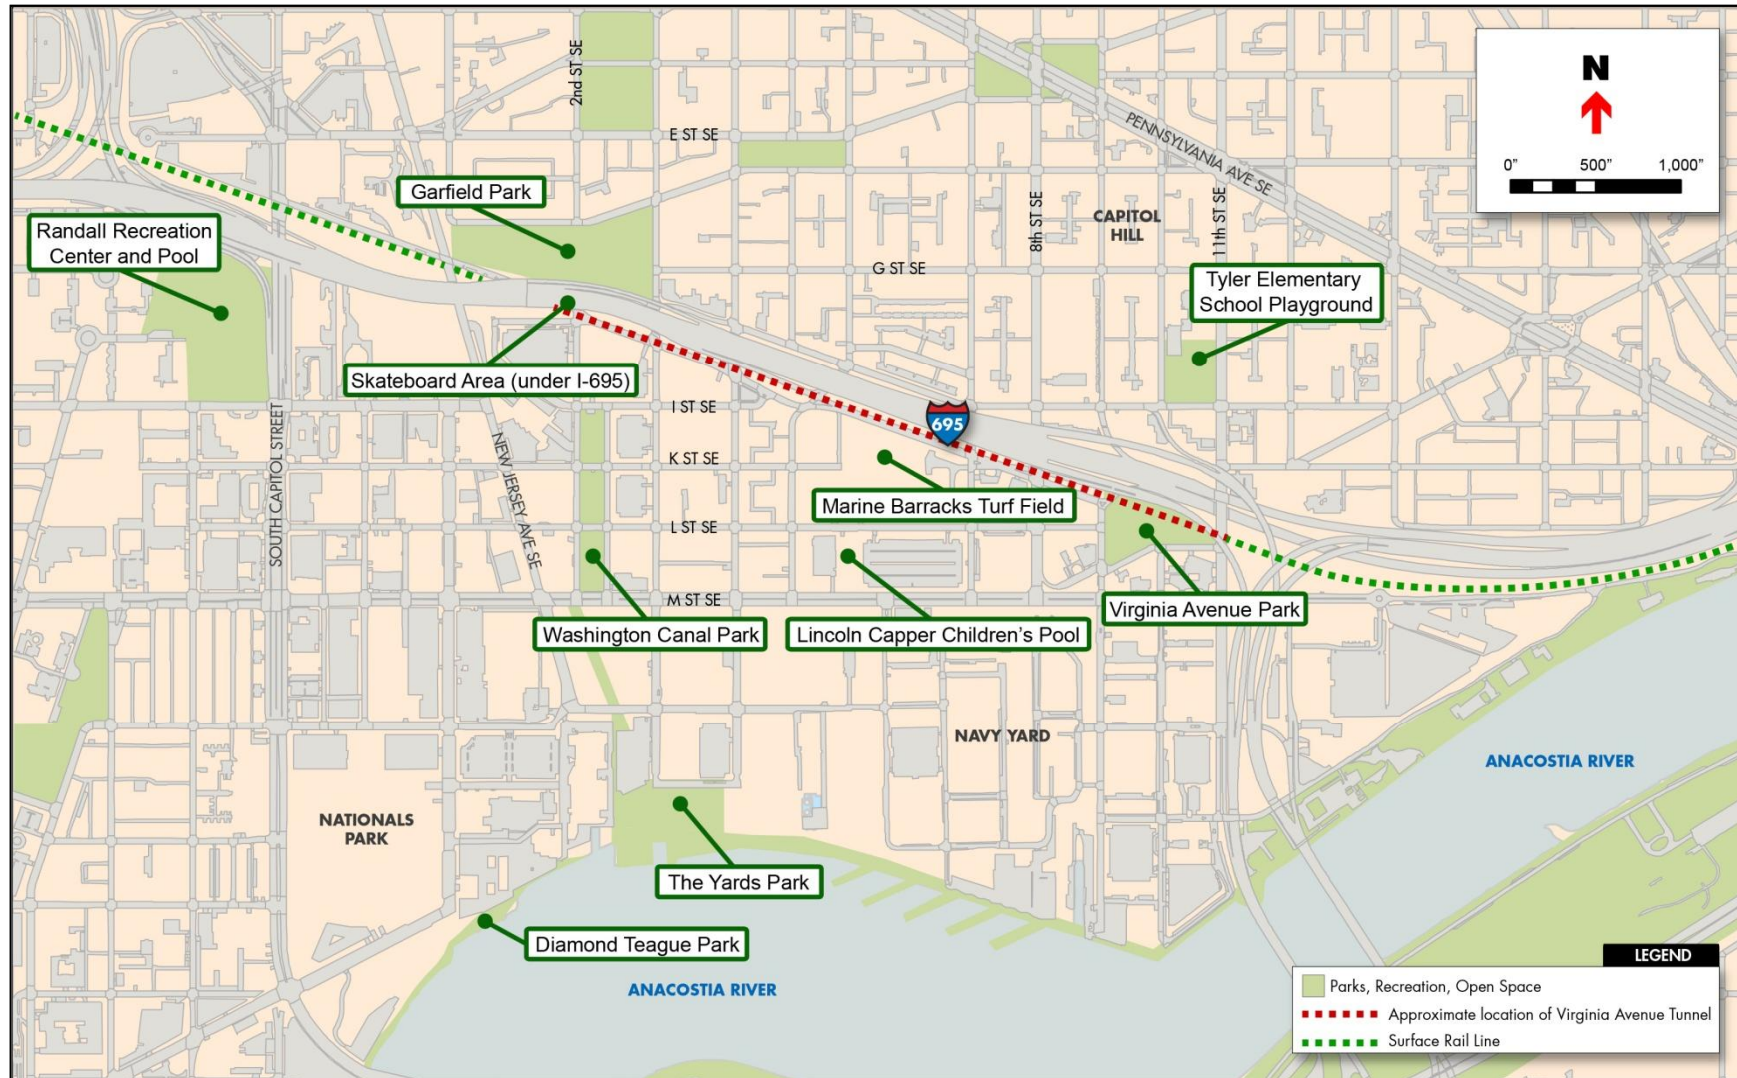 2nd ST SE
E ST SE
PENNSYLVANIA AVE SE
N
0"
500"
1,000"
Garfield Park
Randall Recreation
Center and Pool
8th ST SE
CAPITOL
HILL
11th ST SE
G ST SE
Tyler Elementary
School Playground
Skateboard Area (under I-695)
I ST SE
695
SOUTH CAPITOL STREET
NEW JERSEY AVE SE
K ST SE
Marine Barracks Turf Field
L ST SE
M ST SE
Virginia Avenue Park
Washington Canal Park
Lincoln Capper Children's Pool
NAVY YARD
ANACOSTIA RIVER
NATIONALS
PARK
The Yards Park
Diamond Teague Park
ANACOSTIA RIVER
LEGEND
Parks, Recreation, Open Space
Approximate location of Virginia Avenue Tunnel
Surface Rail Line